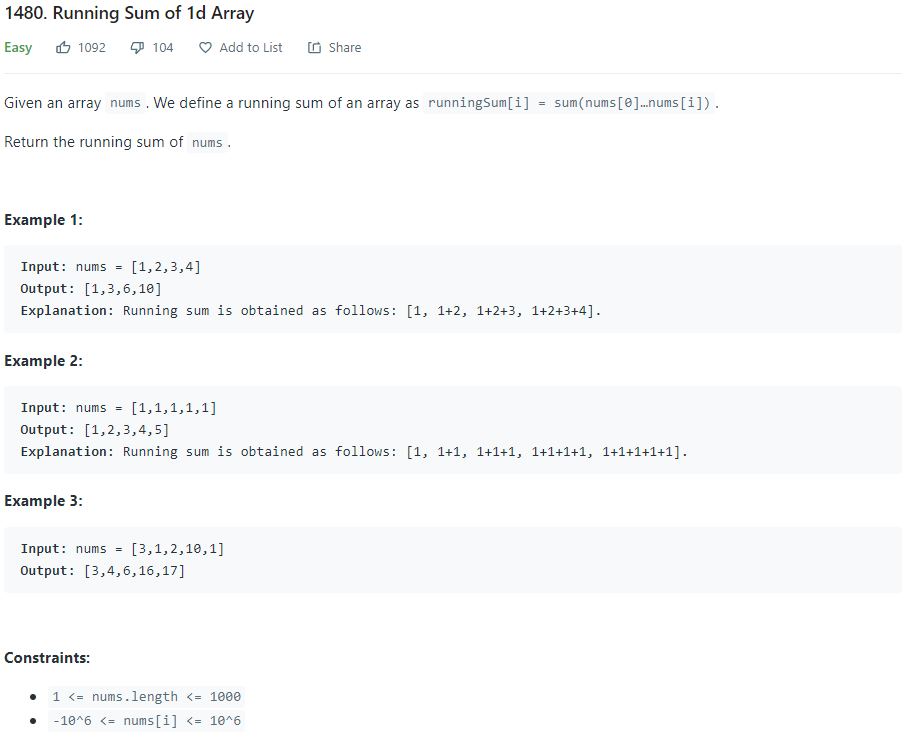 1480. Running Sum of 1d Array
Easy 1092 104 Add to List Share
Given an array nums . We define a running sum of an array as runningSum[i] = sum(nums[0]…nums[i]) .
Return the running sum of nums .
Example 1:
Input: nums = [1,2,3,4]
Output: [1,3,6,10]
Explanation: Running sum is obtained as follows: [1, 1+2, 1+2+3, 1+2+3+4].
Example 2:
Input: nums = [1,1,1,1,1]
Output: [1,2,3,4,5]
Explanation: Running sum is obtained as follows: [1, 1+1, 1+1+1, 1+1+1+1, 1+1+1+1+1].
Example 3:
Input: nums = [3,1,2,10,1]
Output: [3,4,6,16,17]
Constraints:
• 1 <= nums.length <= 1000
• -10^6 <= nums[i] <= 10^6